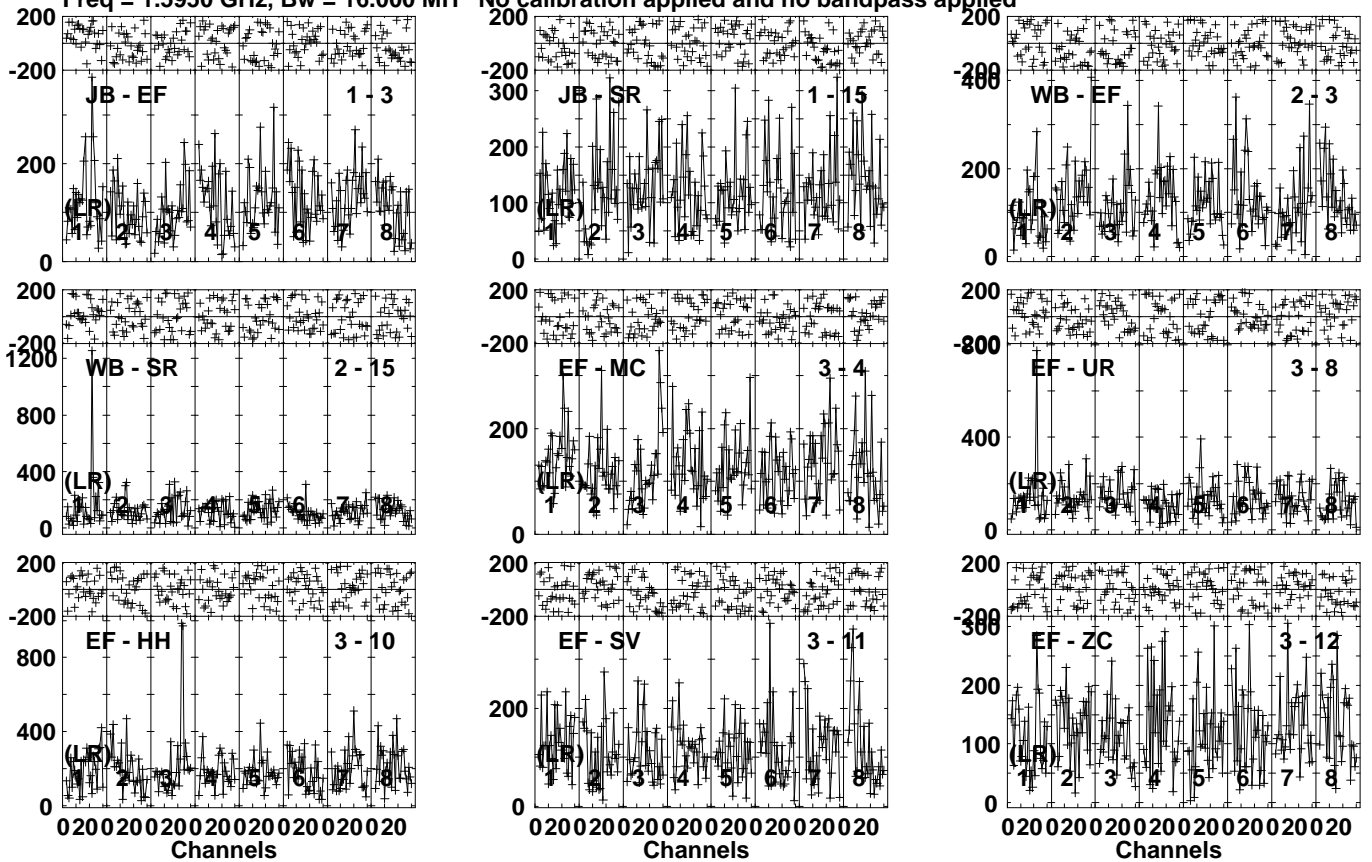 Freq = 1.5950 GHz, Bw = 16.000 MH No calibration applied and no bandpass applied
200 200 200
-200 -200 -200
JB - EF 1 - 3 JB - SR 1 - 15 WB - EF 2 - 3
300 400
200 200 200
100
(LR) (LR) (LR)
1 2 3 4 5 6 7 8 1 2 3 4 5 6 7 8 1 2 3 4 5 6 7 8
0 0 0
200 200 200
-200 -200 -200
1200 800
WB - SR 2 - 15 EF - MC 3 - 4 EF - UR 3 - 8
800
200 400
400
(LR) (LR) (LR)
1 2 3 4 5 6 7 8 1 2 3 4 5 6 7 8 1 2 3 4 5 6 7 8
0 0 0
200 200 200
-200 -200 -200
300
EF - HH 3 - 10 EF - SV 3 - 11 EF - ZC 3 - 12
800
200 200
400
100
(LR) (LR) (LR)
1 2 3 4 5 6 7 8 1 2 3 4 5 6 7 8 1 2 3 4 5 6 7 8
0 0 0
0 20 0 20 0 20 0 20 0 20 0 20 0 20 0 20 0 20 0 20 0 20 0 20 0 20 0 20 0 20 0 20 0 20 0 20 0 20 0 20 0 20 0 20 0 20 0 20
Channels Channels Channels